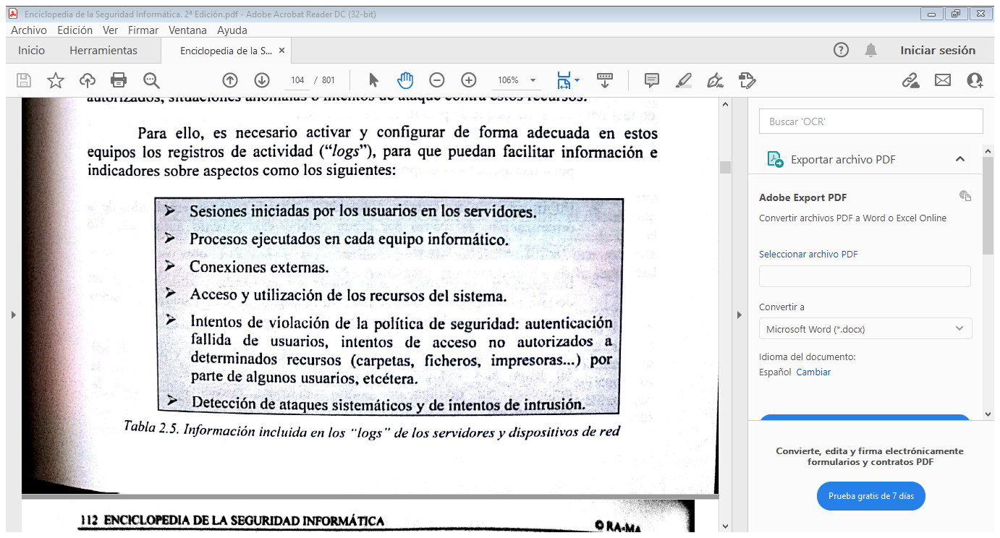 Enciclopedia de la Seguridad Informática. 2ª Edición.pdf - Adobe Acrobat Reader DC (32-bit)
Archivo Edición Ver Firmar Ventana Ayuda
Inicio Herramientas Enciclopedia de la S... × Iniciar sesión
104 / 801 106%
autorizados, situaciones anómalas o intentos de ataque contra estos recursos.
Para ello, es necesario activar y configurar de forma adecuada en estos
equipos los registros de actividad (“logs”), para que puedan facilitar información e
indicadores sobre aspectos como los siguientes:
➢ Sesiones iniciadas por los usuarios en los servidores.
➢ Procesos ejecutados en cada equipo informático.
➢ Conexiones externas.
➢ Acceso y utilización de los recursos del sistema.
➢ Intentos de violación de la política de seguridad: autenticación
fallida de usuarios, intentos de acceso no autorizados a
determinados recursos (carpetas, ficheros, impresoras...) por
parte de algunos usuarios, etcétera.
➢ Detección de ataques sistemáticos y de intentos de intrusión.
Tabla 2.5. Información incluida en los “logs” de los servidores y dispositivos de red
112 ENCICLOPEDIA DE LA SEGURIDAD INFORMÁTICA
© RA-MA
Buscar 'OCR'
Exportar archivo PDF
Adobe Export PDF
Convertir archivos PDF a Word o Excel Online
Seleccionar archivo PDF
Convertir a
Microsoft Word (*.docx)
Idioma del documento:
Español Cambiar
Convierte, edita y firma electrónicamente
formularios y contratos PDF
Prueba gratis de 7 días